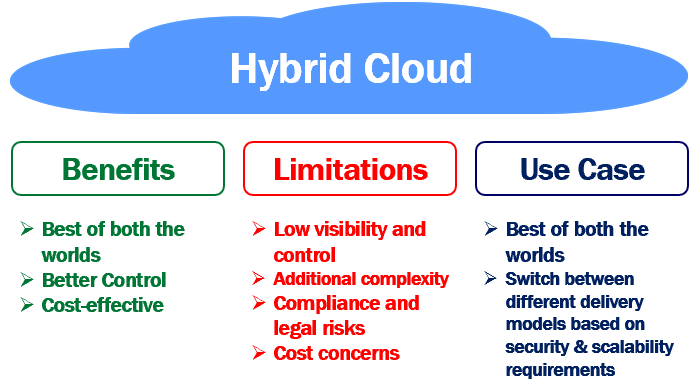 Hybrid Cloud
Benefits
Best of both the
worlds
Better Control
Cost-effective
Limitations
Low visibility and
control
Additional complexity
Compliance and
legal risks
Cost concerns
Use Case
Best of both the
worlds
Switch between
different delivery
models based on
security & scalability
requirements